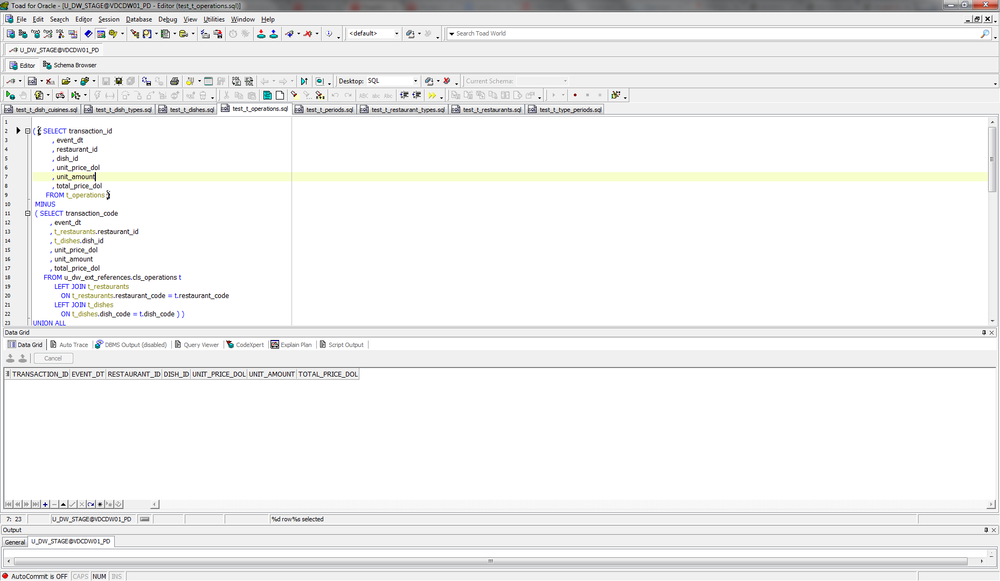 Toad for Oracle - [U_DW_STAGE@VDCDW01_PD - Editor (test_t_operations.sql)]
File Edit Search Editor Session Database Debug View Utilities Window Help
<default> Search Toad World
U_DW_STAGE@VDCDW01_PD
Editor Schema Browser
Desktop: SQL Current Schema:
test_t_dish_cuisines.sql test_t_dish_types.sql test_t_dishes.sql test_t_operations.sql test_t_periods.sql test_t_restaurant_types.sql test_t_restaurants.sql test_t_type_periods.sql
1
2 ( ( SELECT transaction_id
3 , event_dt
4 , restaurant_id
5 , dish_id
6 , unit_price_dol
7 , unit_amount
8 , total_price_dol
9 FROM t_operations )
10 MINUS
11 ( SELECT transaction_code
12 , event_dt
13 , t_restaurants.restaurant_id
14 , t_dishes.dish_id
15 , unit_price_dol
16 , unit_amount
17 , total_price_dol
18 FROM u_dw_ext_references.cls_operations t
19 LEFT JOIN t_restaurants
20 ON t_restaurants.restaurant_code = t.restaurant_code
21 LEFT JOIN t_dishes
22 ON t_dishes.dish_code = t.dish_code ) )
23 UNION ALL
Data Grid
Data Grid Auto Trace DBMS Output (disabled) Query Viewer CodeXpert Explain Plan Script Output
Cancel
TRANSACTION_ID EVENT_DT RESTAURANT_ID DISH_ID UNIT_PRICE_DOL UNIT_AMOUNT TOTAL_PRICE_DOL
7: 23 U_DW_STAGE@VDCDW01_PD %d row%s selected
Output
General U_DW_STAGE@VDCDW01_PD
AutoCommit is OFF CAPS NUM INS